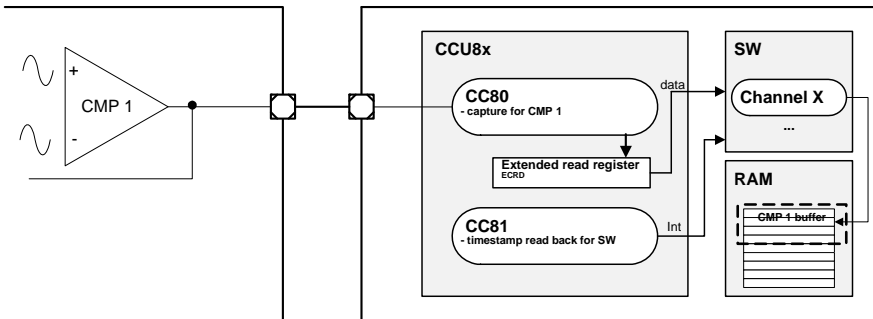 +
CMP 1
-
CCU8x
CC80
- capture for CMP 1
data
Extended read register
ECRD
CC81
- timestamp read back for SW
Int
SW
Channel X
...
RAM
CMP 1 buffer